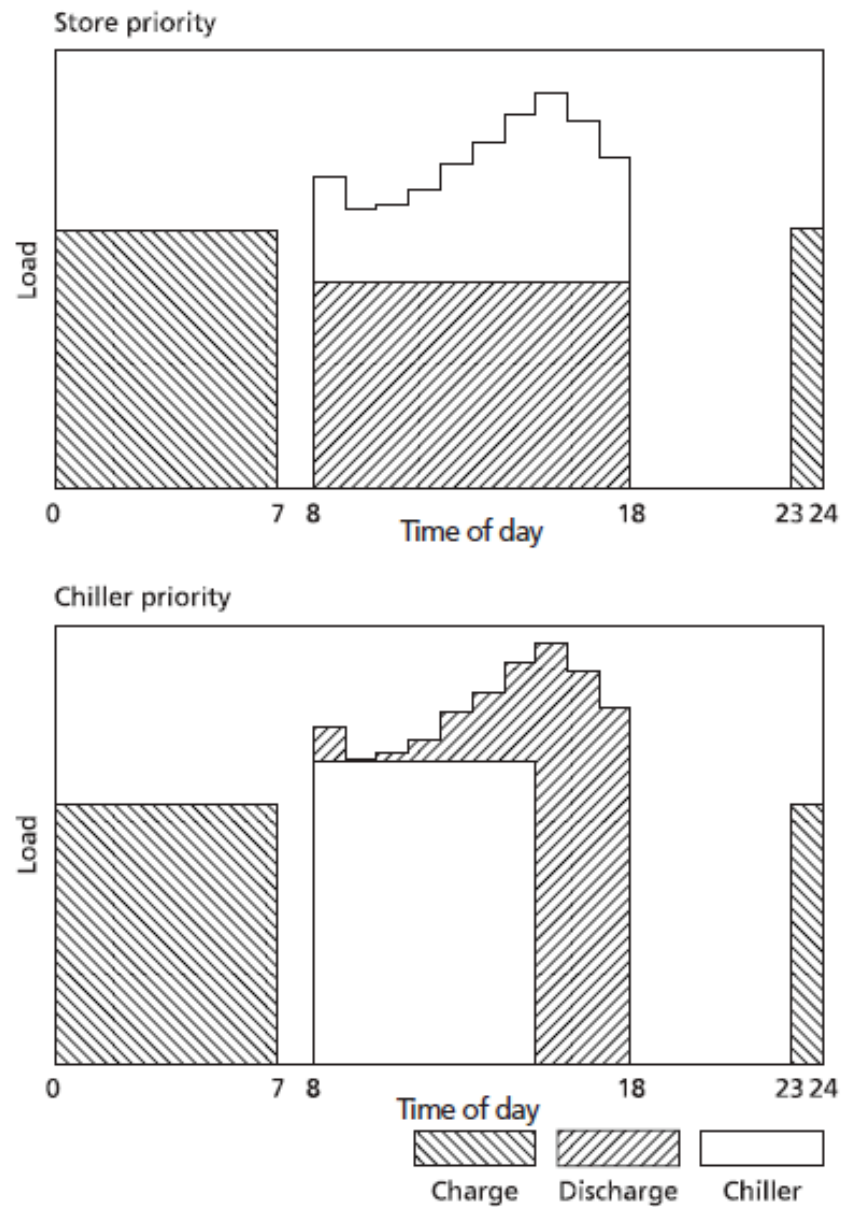 Store priority
Load
0 7 8 18 23 24
Time of day
Chiller priority
Load
0 7 8 18 23 24
Time of day
Charge Discharge Chiller